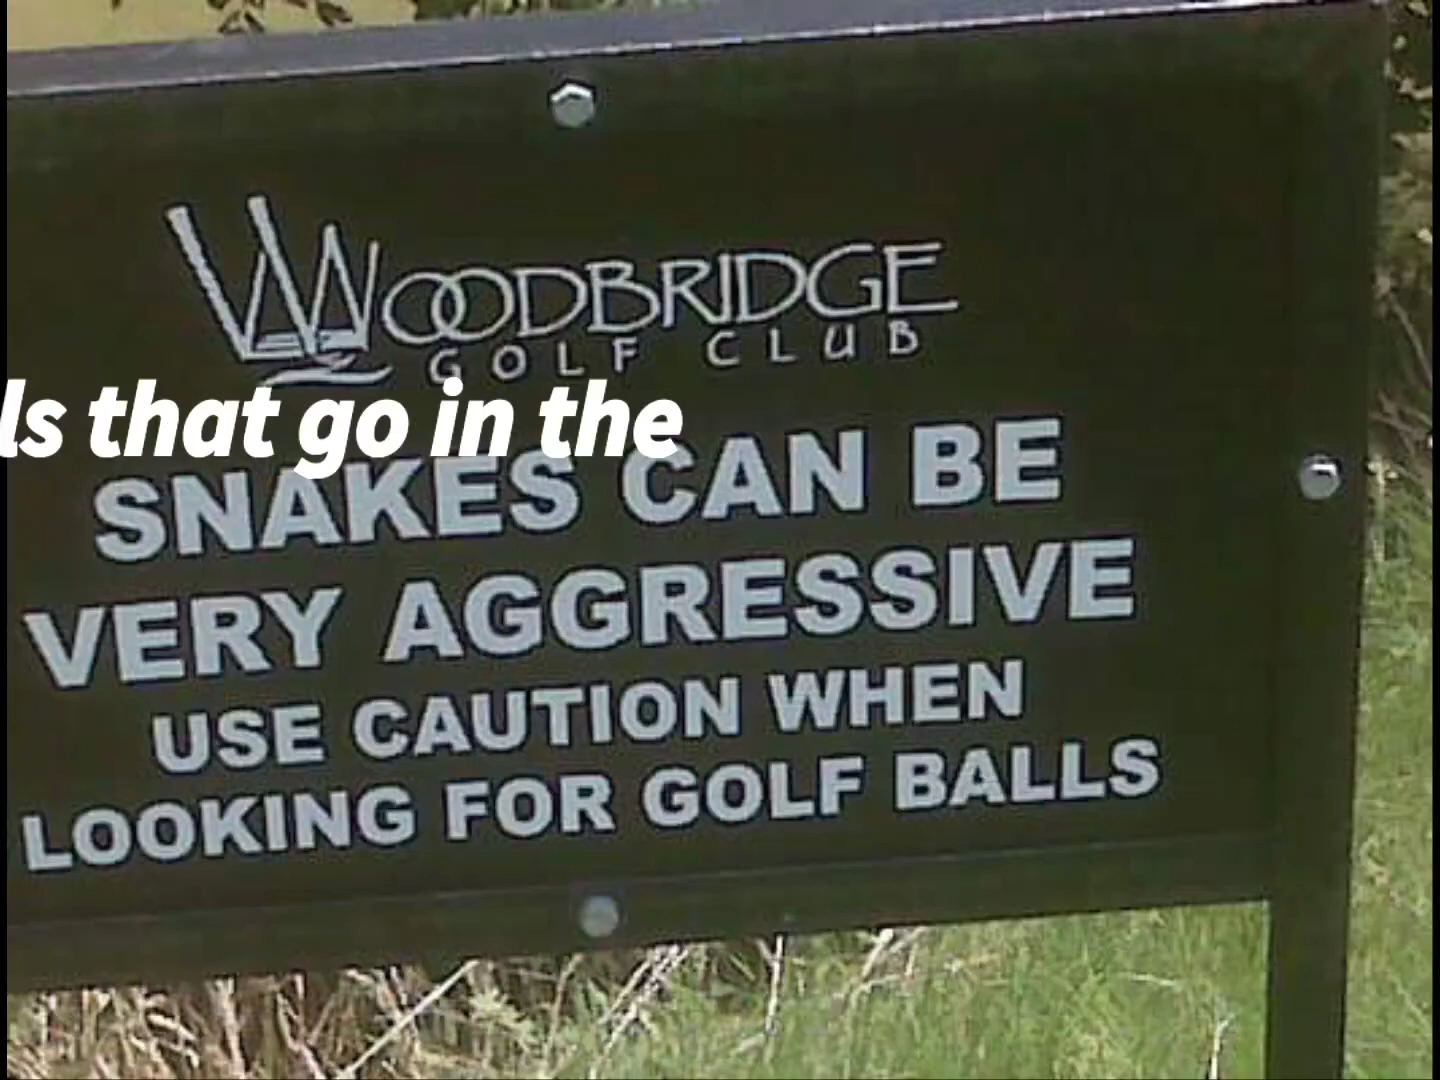 WOODBRIDGE
GOLF CLUB
that go in the
SNAKES CAN BE
VERY AGGRESSIVE
USE CAUTION WHEN
LOOKING FOR GOLF BALLS